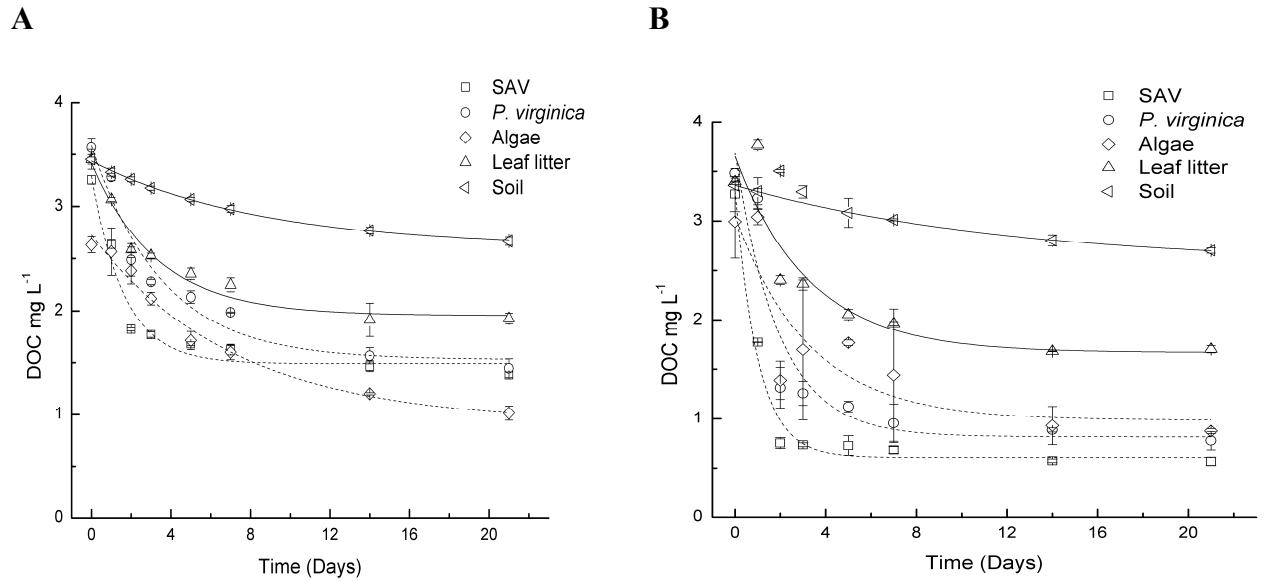 A
B
SAV
P. virginica
Algae
Leaf litter
Soil
4
3
2
1
0
DOC mg L⁻¹
0 4 8 12 16 20
Time (Days)
SAV
P. virginica
Algae
Leaf litter
Soil
4
3
2
1
0
DOC mg L⁻¹
0 4 8 12 16 20
Time (Days)